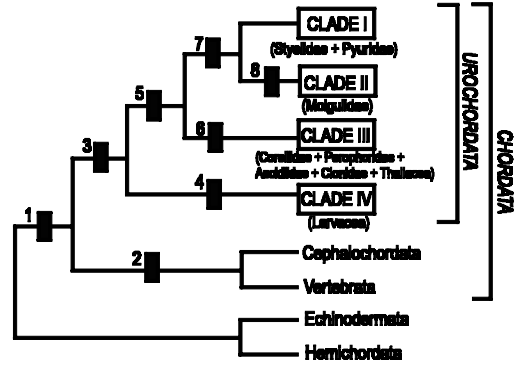 CLADE I
(Styelidae + Pyuridae)
CLADE II
(Molgulidae)
CLADE III
(Corellidae + Perophoridae +
Ascidiidae + Cionidae + Thaliacea)
CLADE IV
(Larvacea)
Cephalochordata
Vertebrata
Echinodermata
Hemichordata
UROCHORDATA
CHORDATA
1
2
3
4
5
6
7
8